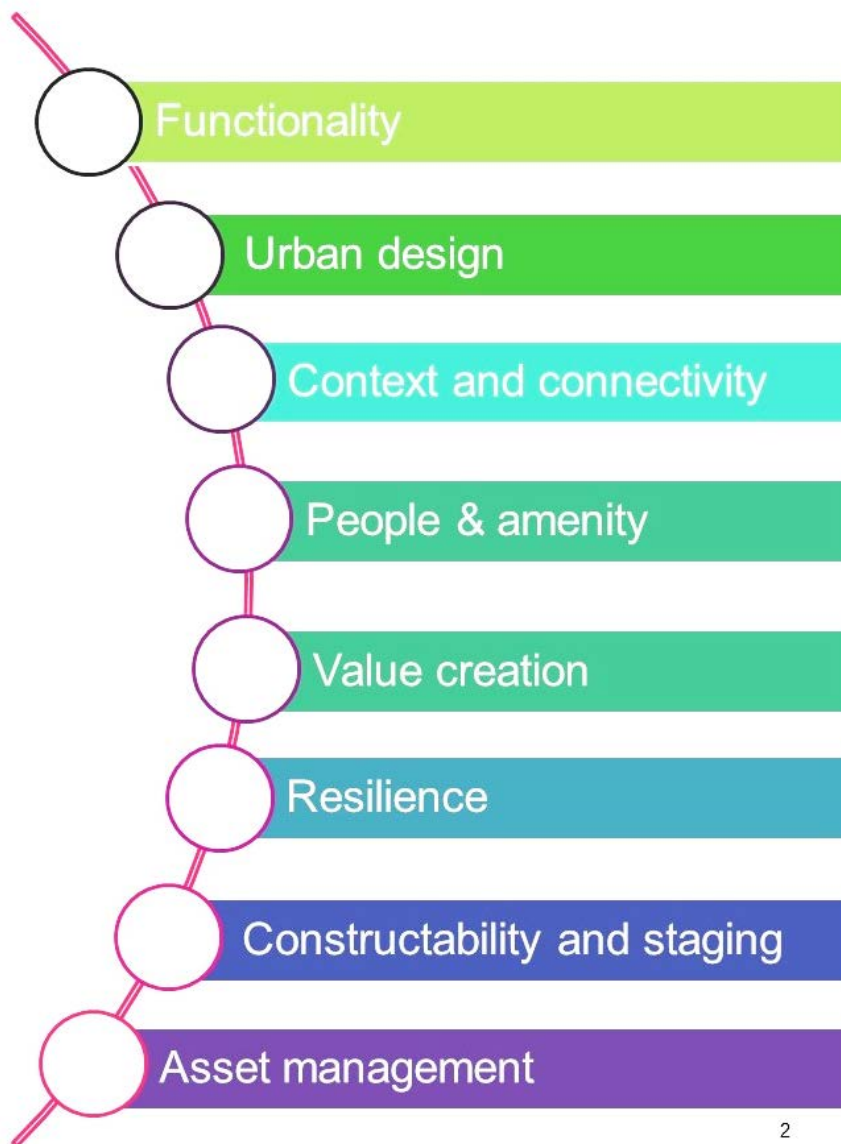 Functionality
Urban design
Context and connectivity
People & amenity
Value creation
Resilience
Constructability and staging
Asset management
2